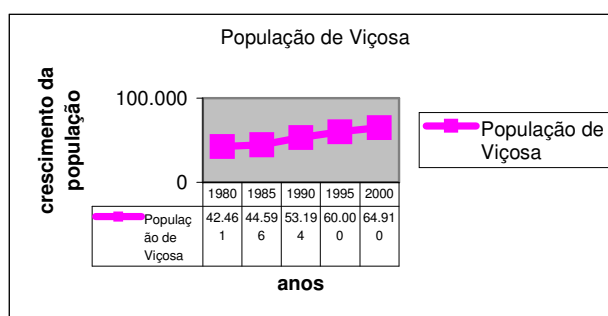 População de Viçosa
crescimento da
população
100.000
0
1980 1985 1990 1995 2000
Populaç
ão de
Viçosa
42.46
1
44.59
6
53.19
4
60.00
0
64.91
0
anos
População de
Viçosa